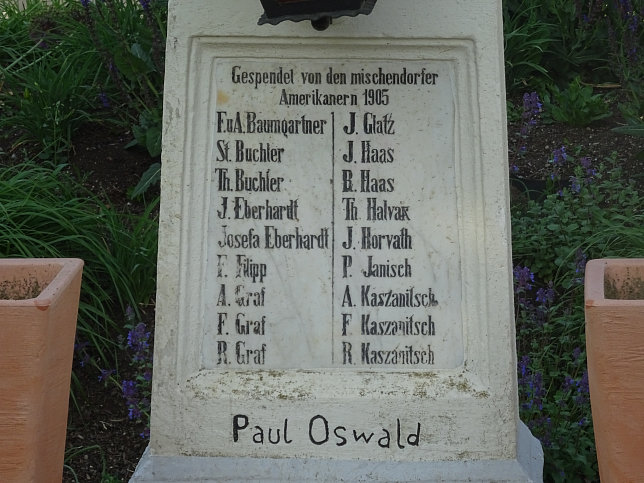 Gespendet von den mischendorfer
Amerikanern 1905
F.u A. Baumgartner
St. Buchler
Th. Buchler
J. Eberhardt
Josefa Eberhardt
F. Filipp
A. Graf
F. Graf
R. Graf
J. Glatz
J. Haas
R. Haas
Th. Halvax
J. Horvath
P. Janisch
A. Kaszanitsch
F. Kaszanitsch
R. Kaszanitsch
Paul Oswald